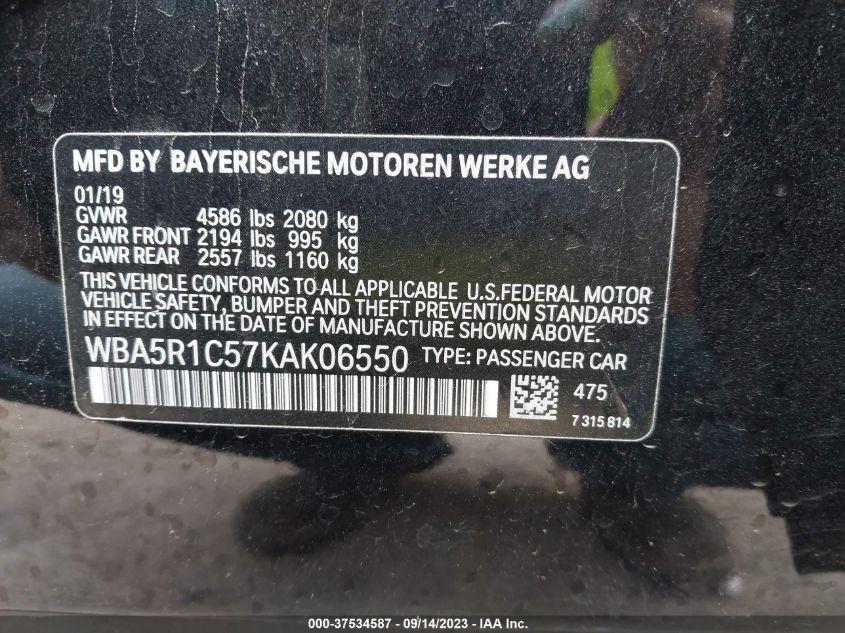 MFD BY BAYERISCHE MOTOREN WERKE AG
01/19
GVWR 4586 lbs 2080 kg
GAWR FRONT 2194 lbs 995 kg
GAWR REAR 2557 lbs 1160 kg
THIS VEHICLE CONFORMS TO ALL APPLICABLE U.S.FEDERAL MOTOR
VEHICLE SAFETY, BUMPER AND THEFT PREVENTION STANDARDS
IN EFFECT ON THE DATE OF MANUFACTURE SHOWN ABOVE.
WBA5R1C57KAK06550 TYPE: PASSENGER CAR
475
7 315 814
000-37534587 - 09/14/2023 - IAA Inc.